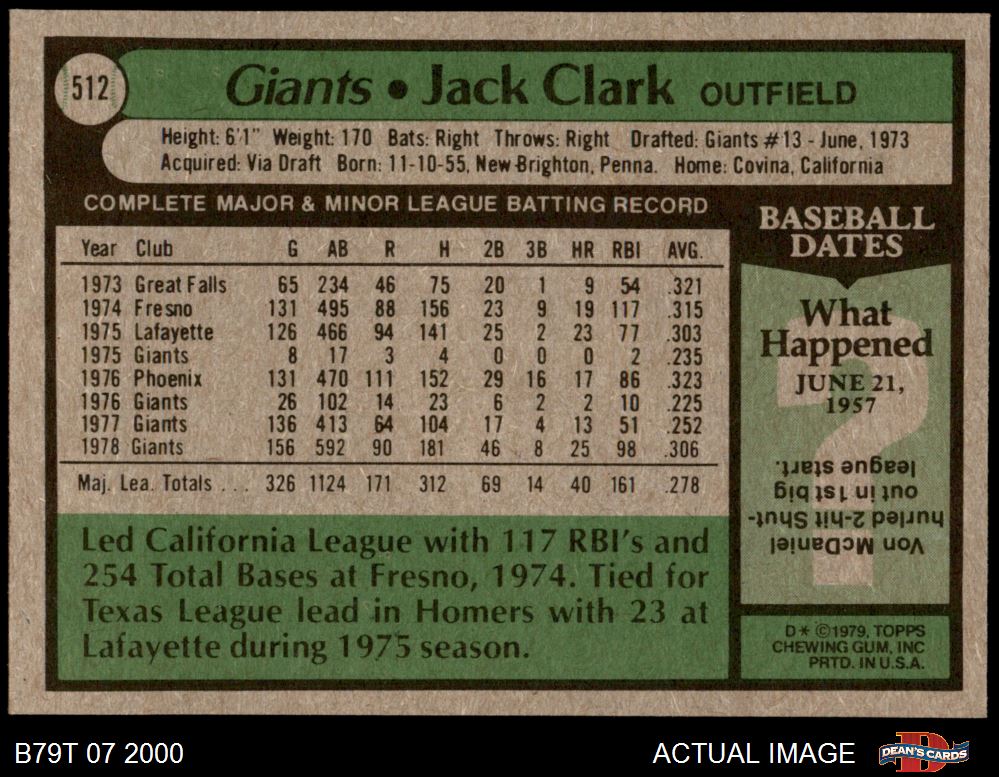 512
Giants • Jack Clark OUTFIELD
Height: 6'1" Weight: 170 Bats: Right Throws: Right Drafted: Giants #13 - June, 1973
Acquired: Via Draft Born: 11-10-55, New Brighton, Penna. Home: Covina, California
COMPLETE MAJOR & MINOR LEAGUE BATTING RECORD
Year Club G AB R H 2B 3B HR RBI AVG.
1973 Great Falls 65 234 46 75 20 1 9 54 .321
1974 Fresno 131 495 88 156 23 9 19 117 .315
1975 Lafayette 126 466 94 141 25 2 23 77 .303
1975 Giants 8 17 3 4 0 0 0 2 .235
1976 Phoenix 131 470 111 152 29 16 17 86 .323
1976 Giants 26 102 14 23 6 2 2 10 .225
1977 Giants 136 413 64 104 17 4 13 51 .252
1978 Giants 156 592 90 181 46 8 25 98 .306
Maj. Lea. Totals . . . 326 1124 171 312 69 14 40 161 .278
Led California League with 117 RBI's and
254 Total Bases at Fresno, 1974. Tied for
Texas League lead in Homers with 23 at
Lafayette during 1975 season.
BASEBALL
DATES
What
Happened
JUNE 21,
1957
?
Von McDaniel
hurled 2-hit Shut-
out in 1st big
league start.
D* ©1979, TOPPS
CHEWING GUM, INC
PRTD. IN U.S.A.
B79T 07 2000
ACTUAL IMAGE
D
DEAN'S CARDS